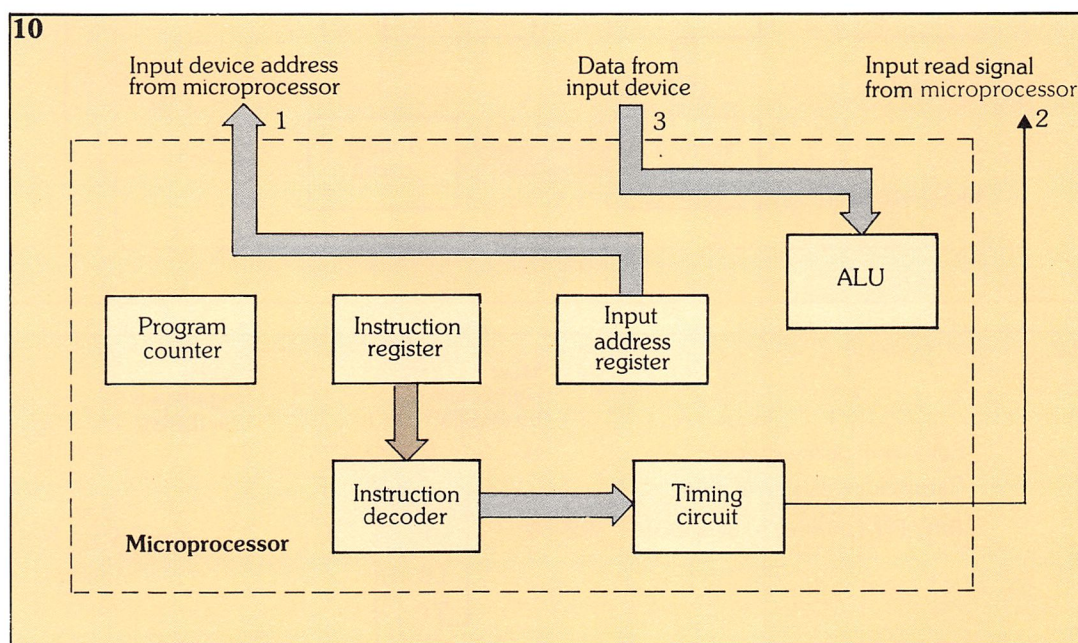 10
Input device address
from microprocessor
1
Data from
input device
3
Input read signal
from microprocessor
2
ALU
Program
counter
Instruction
register
Input
address
register
Instruction
decoder
Timing
circuit
Microprocessor